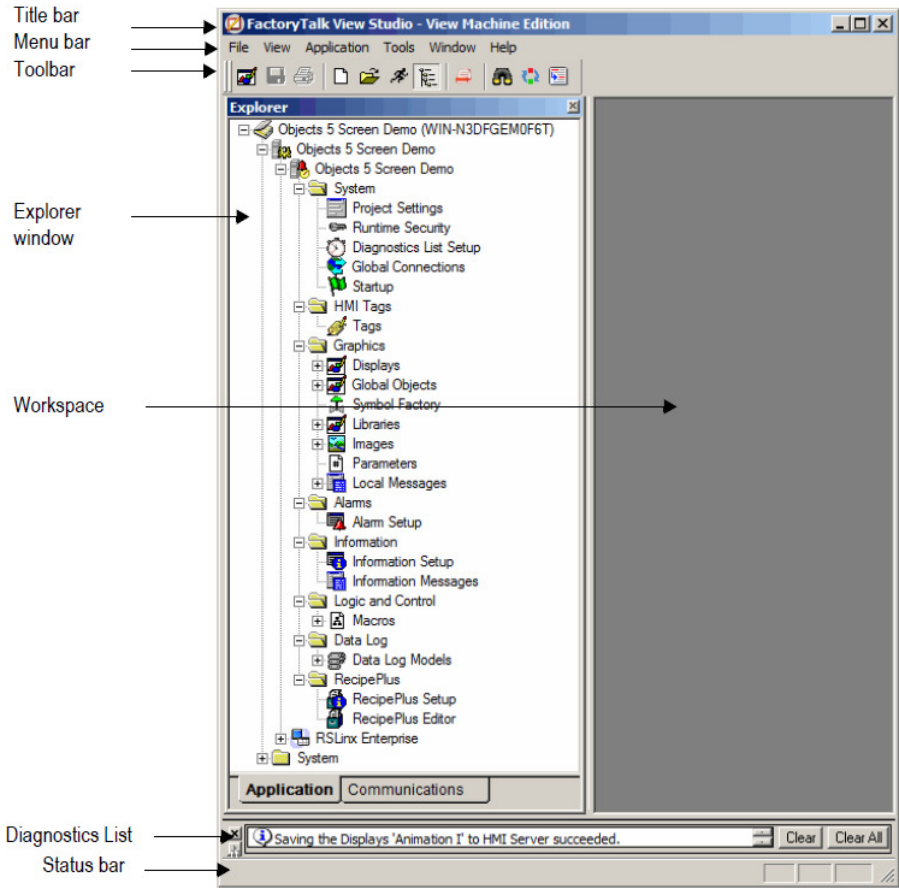 Title bar
FactoryTalk View Studio - View Machine Edition
Menu bar
File View Application Tools Window Help
Toolbar
Explorer
Objects 5 Screen Demo (WIN-N3DFGEM0F6T)
Objects 5 Screen Demo
Objects 5 Screen Demo
System
Project Settings
Explorer
window
Runtime Security
Diagnostics List Setup
Global Connections
Startup
HMI Tags
Tags
Graphics
Displays
Global Objects
Workspace
Symbol Factory
Libraries
Images
Parameters
Local Messages
Alarms
Alarm Setup
Information
Information Setup
Information Messages
Logic and Control
Macros
Data Log
Data Log Models
RecipePlus
RecipePlus Setup
RecipePlus Editor
RSLinx Enterprise
System
Application Communications
Diagnostics List
Saving the Displays 'Animation I' to HMI Server succeeded. Clear Clear All
Status bar